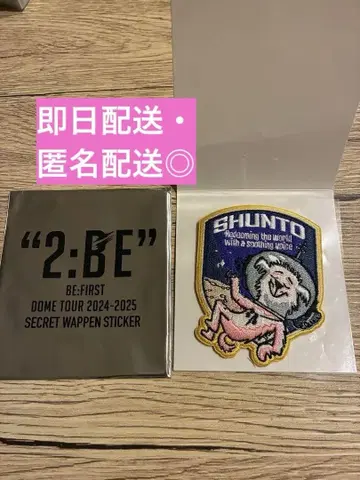 即日配送・
匿名配送◎
"2:BE"
BE:FIRST
DOME TOUR 2024-2025
SECRET WAPPEN STICKER
SHUNTO
Redeeming the world
with a soothing voice